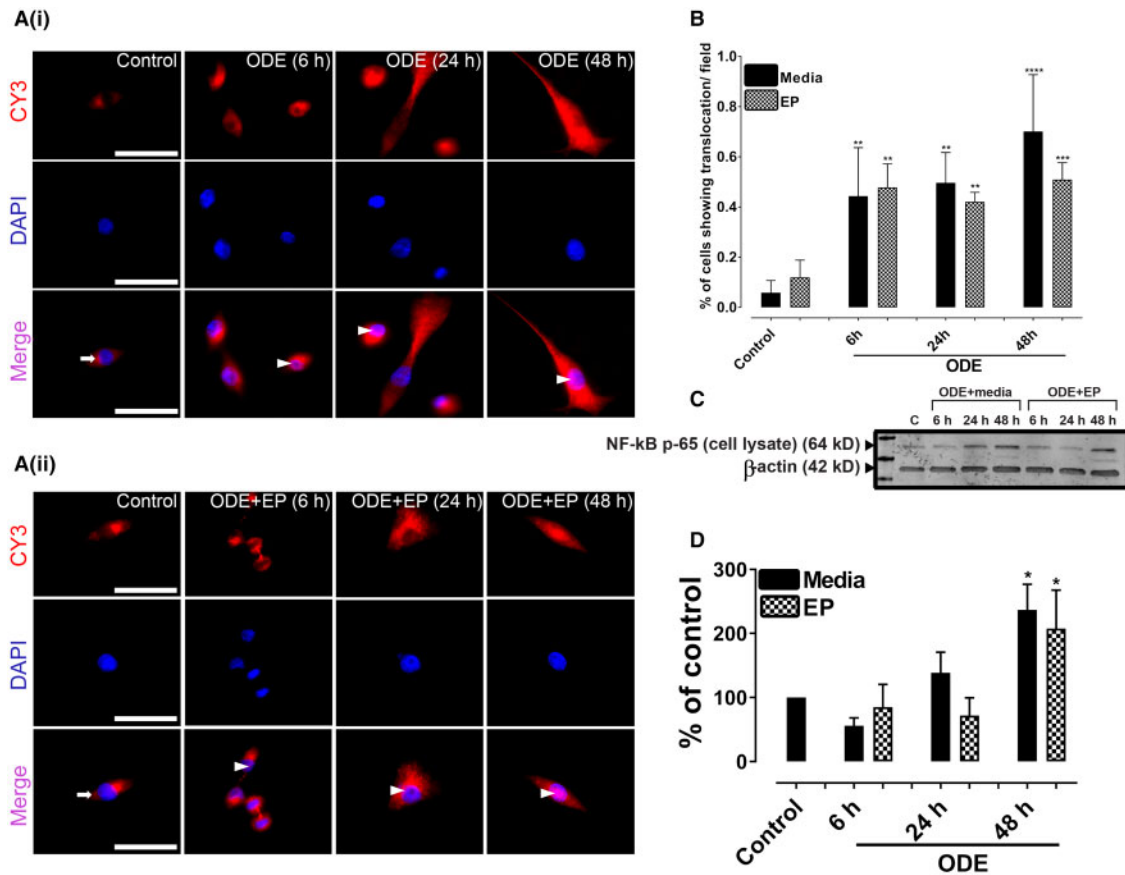 A(i)
Control
ODE (6 h)
ODE (24 h)
ODE (48 h)
CY3
DAPI
Merge
A(ii)
Control
ODE+EP (6 h)
ODE+EP (24 h)
ODE+EP (48 h)
CY3
DAPI
Merge
B
% of cells showing translocation/ field
1.0
0.8
0.6
0.4
0.2
0.0
Media
EP
**
**
**
**
****
***
Control
6h
24h
48h
ODE
C
ODE+media
ODE+EP
C
6 h
24 h
48 h
6 h
24 h
48 h
NF-kB p-65 (cell lysate) (64 kD)
β-actin (42 kD)
D
% of control
300
200
100
0
Media
EP
*
*
Control
6 h
24 h
48 h
ODE